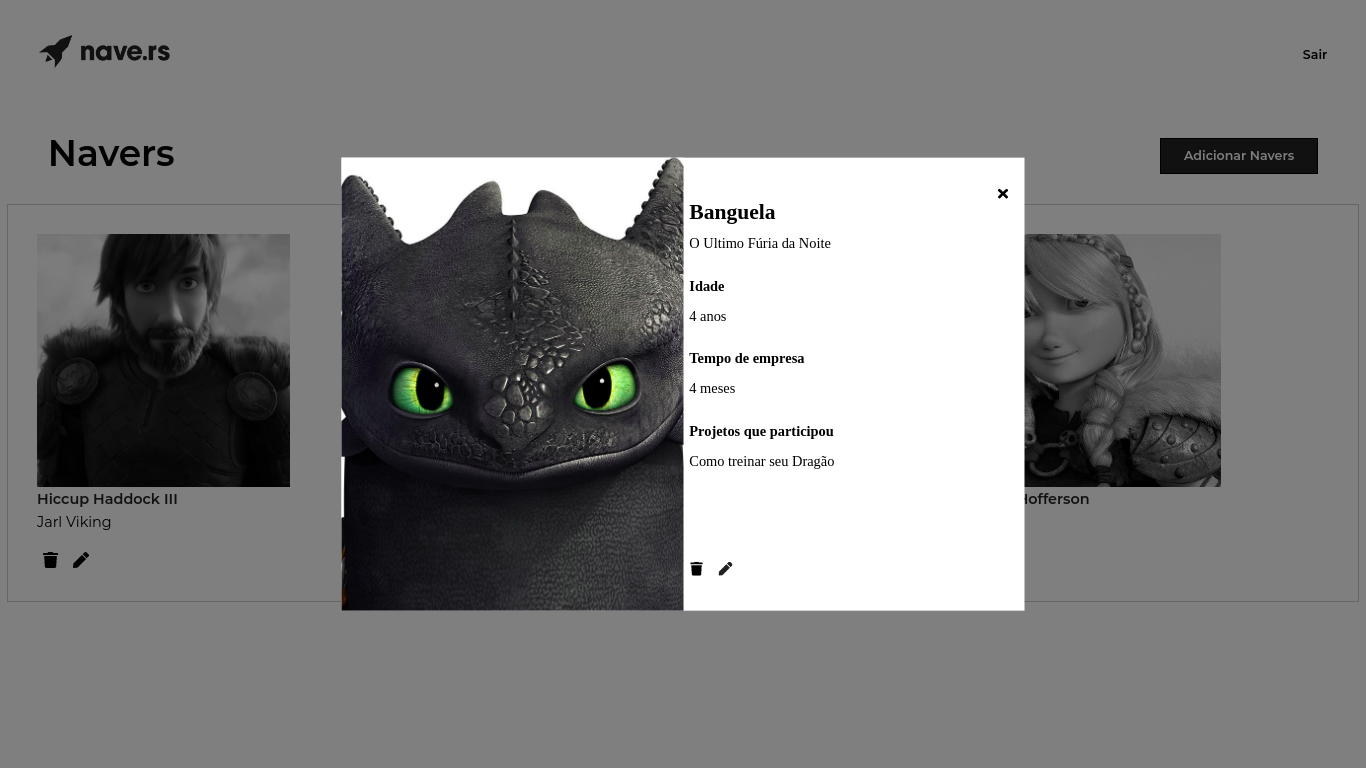 nave.rs
Sair
Navers
Adicionar Navers
Banguela
O Ultimo Fúria da Noite
Idade
4 anos
Tempo de empresa
4 meses
Projetos que participou
Como treinar seu Dragão
Hiccup Haddock III
Jarl Viking
Hofferson